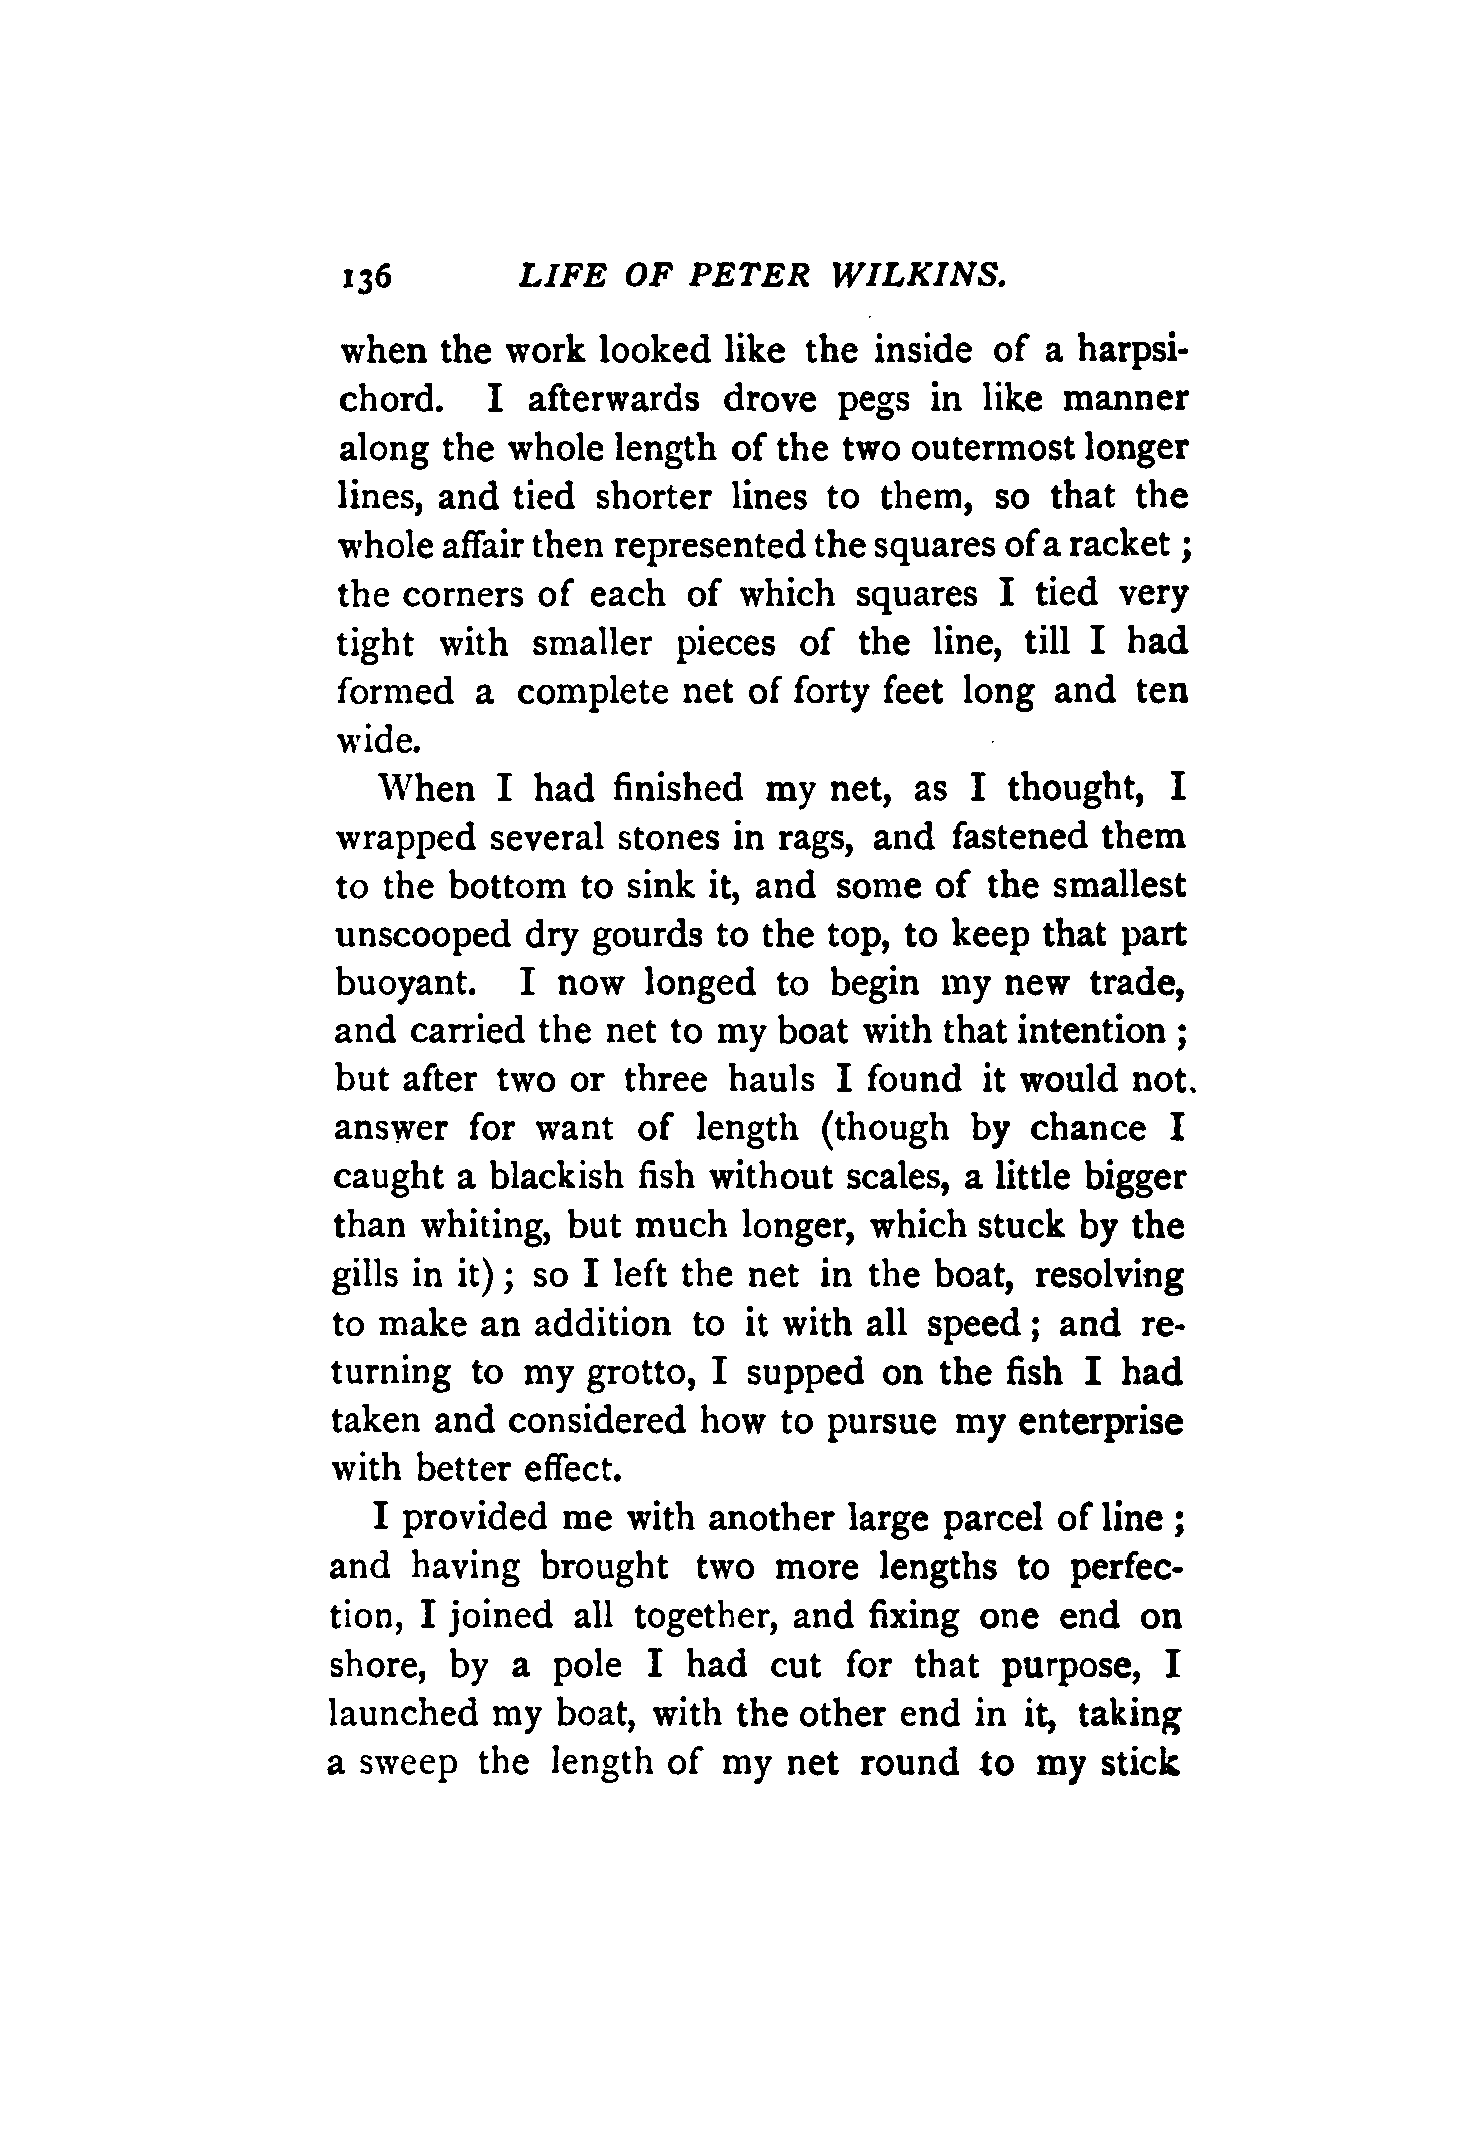 136 LIFE OF PETER WILKINS.
when the work looked like the inside of a harpsi-
chord. I afterwards drove pegs in like manner
along the whole length of the two outermost longer
lines, and tied shorter lines to them, so that the
whole affair then represented the squares of a racket ;
the corners of each of which squares I tied very
tight with smaller pieces of the line, till I had
formed a complete net of forty feet long and ten
wide.
When I had finished my net, as I thought, I
wrapped several stones in rags, and fastened them
to the bottom to sink it, and some of the smallest
unscooped dry gourds to the top, to keep that part
buoyant. I now longed to begin my new trade,
and carried the net to my boat with that intention ;
but after two or three hauls I found it would not.
answer for want of length (though by chance I
caught a blackish fish without scales, a little bigger
than whiting, but much longer, which stuck by the
gills in it) ; so I left the net in the boat, resolving
to make an addition to it with all speed ; and re-
turning to my grotto, I supped on the fish I had
taken and considered how to pursue my enterprise
with better effect.
I provided me with another large parcel of line ;
and having brought two more lengths to perfec-
tion, I joined all together, and fixing one end on
shore, by a pole I had cut for that purpose, I
launched my boat, with the other end in it, taking
a sweep the length of my net round to my stick